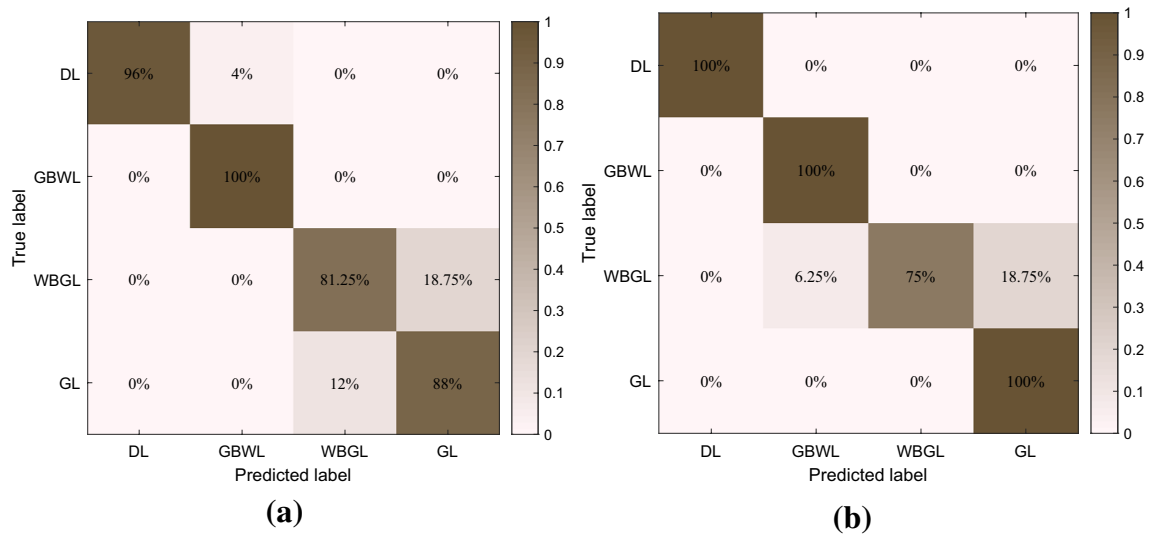 DL 96% 4% 0% 0%
GBWL 0% 100% 0% 0%
WBGL 0% 0% 81.25% 18.75%
GL 0% 0% 12% 88%
DL GBWL WBGL GL
Predicted label
True label
1
0.9
0.8
0.7
0.6
0.5
0.4
0.3
0.2
0.1
0
(a)
DL 100% 0% 0% 0%
GBWL 0% 100% 0% 0%
WBGL 0% 6.25% 75% 18.75%
GL 0% 0% 0% 100%
DL GBWL WBGL GL
Predicted label
True label
1
0.9
0.8
0.7
0.6
0.5
0.4
0.3
0.2
0.1
0
(b)